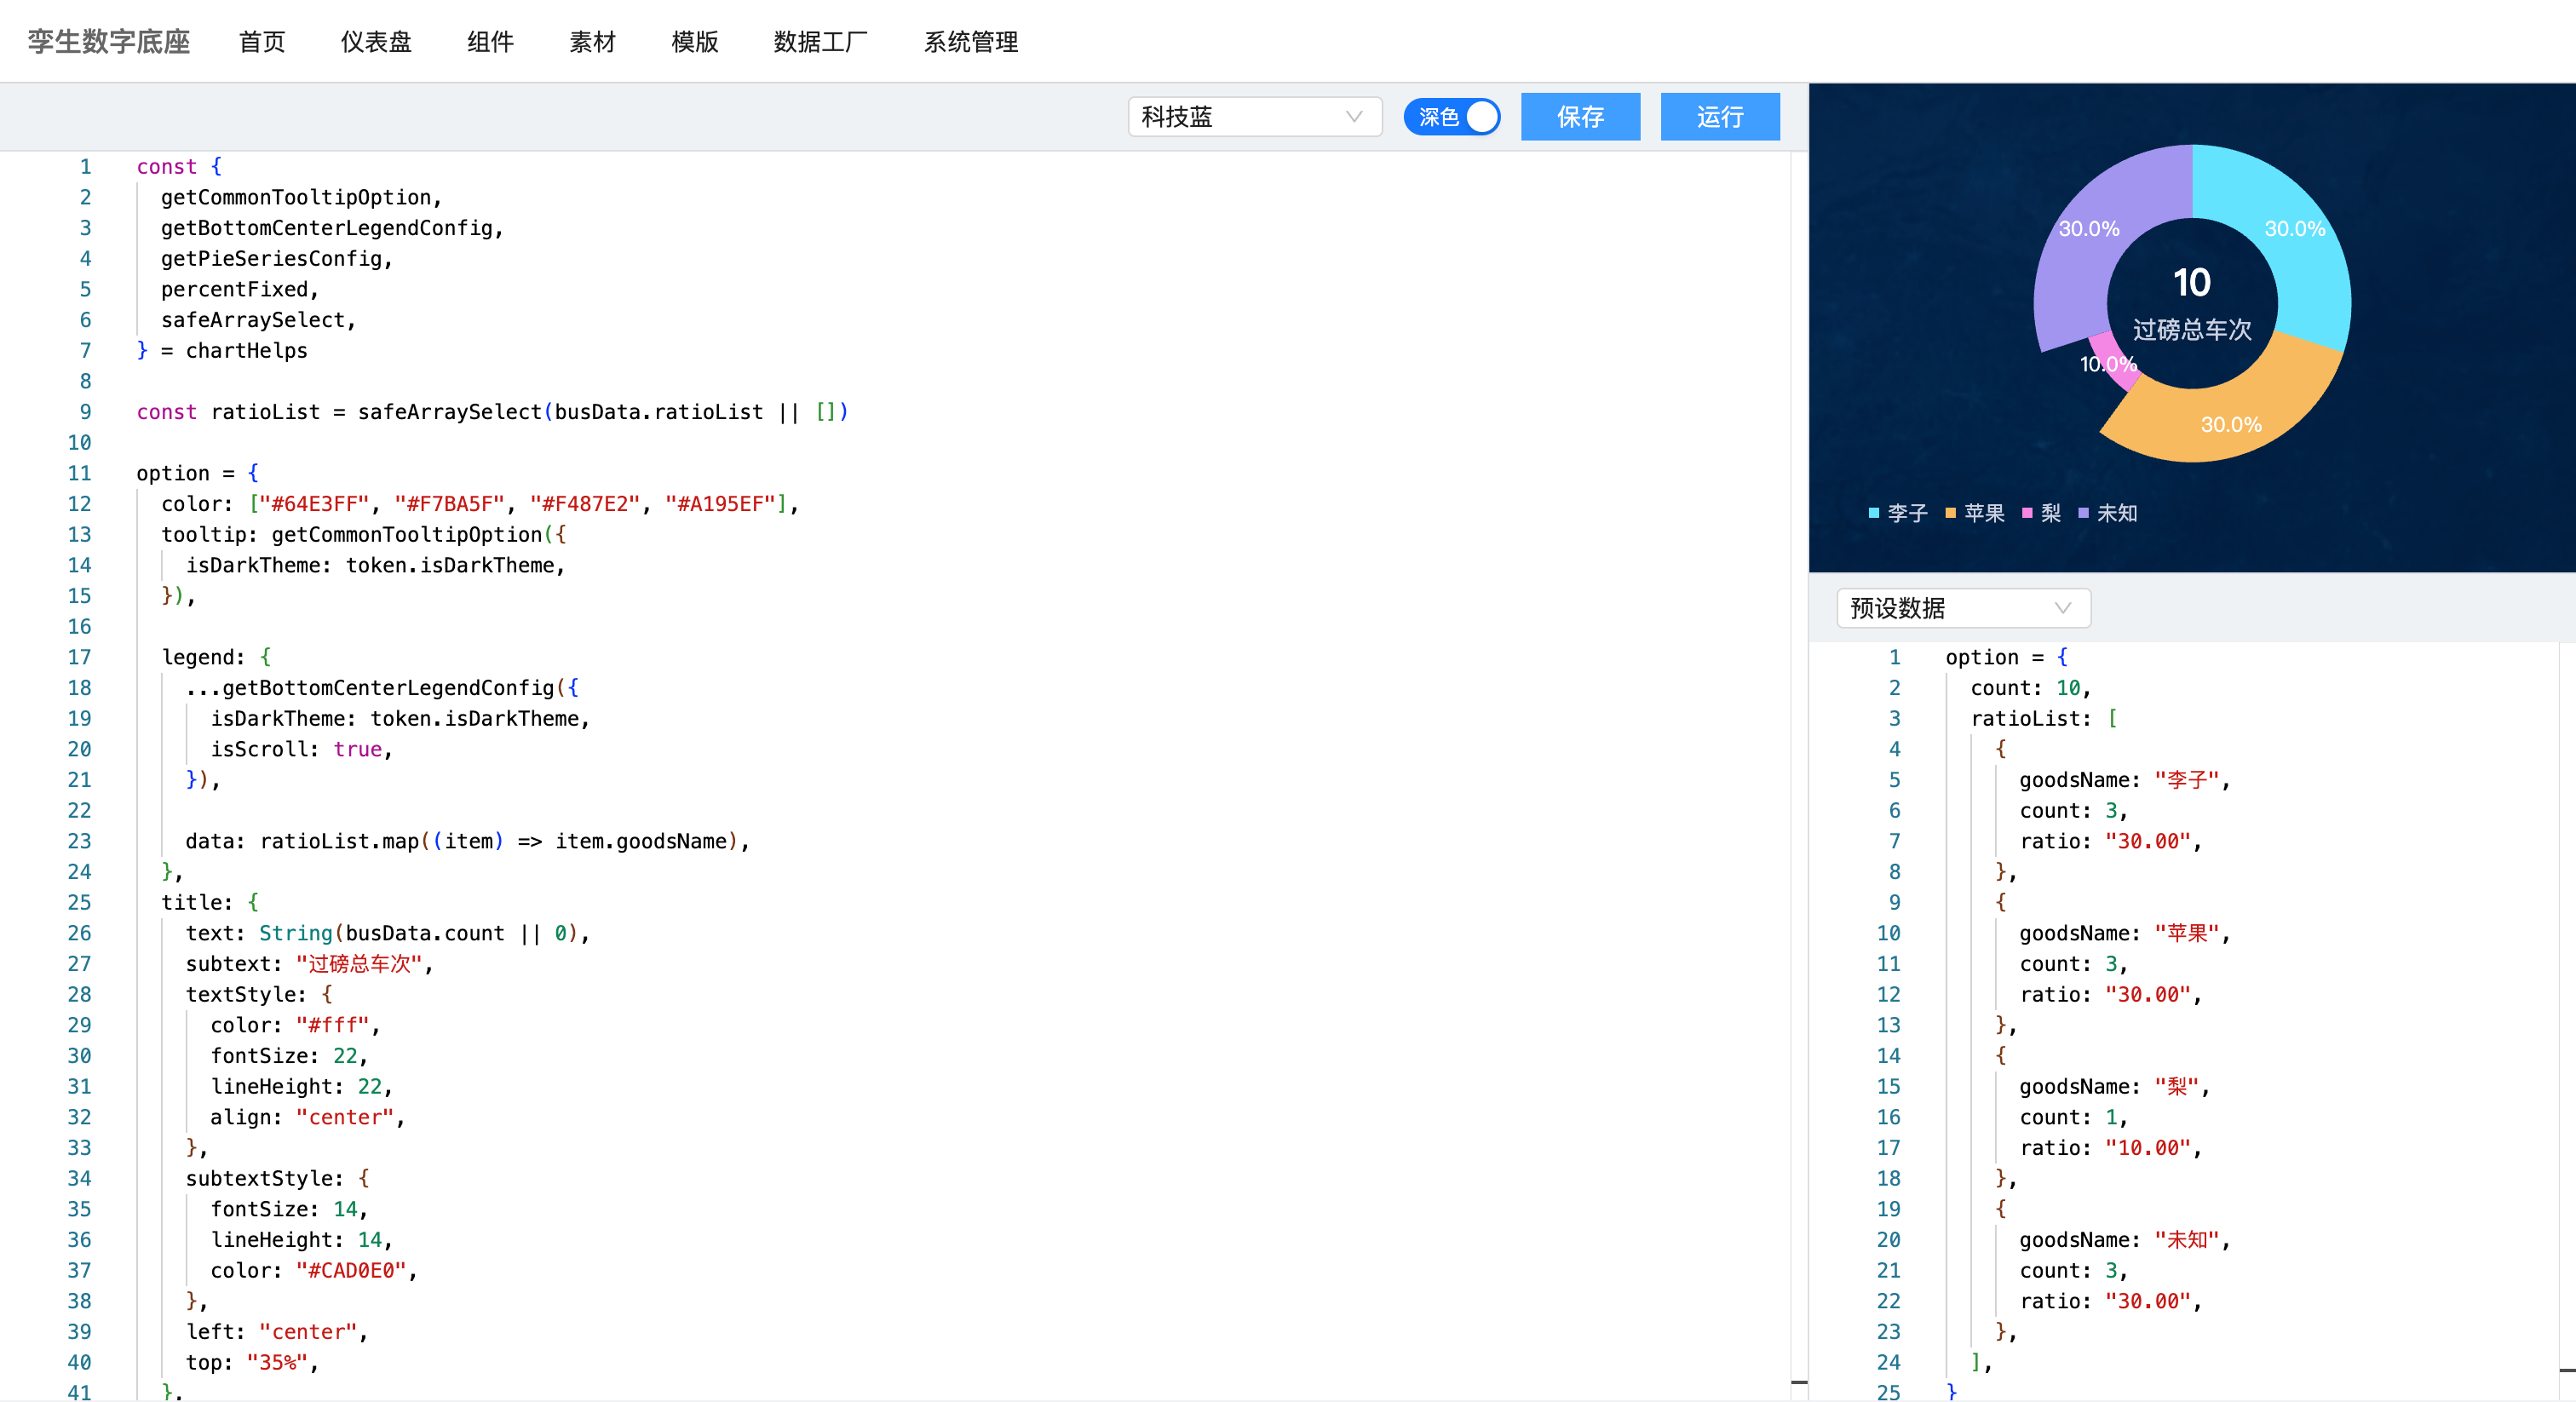 孪生数字底座 首页 仪表盘 组件 素材 模版 数据工厂 系统管理
科技蓝 深色 保存 运行
1 const {
2 getCommonTooltipOption,
3 getBottomCenterLegendConfig,
4 getPieSeriesConfig,
5 percentFixed,
6 safeArraySelect,
7 } = chartHelps
8
9 const ratioList = safeArraySelect(busData.ratioList || [])
10
11 option = {
12 color: ["#64E3FF", "#F7BA5F", "#F487E2", "#A195EF"],
13 tooltip: getCommonTooltipOption({
14 isDarkTheme: token.isDarkTheme,
15 }),
16
17 legend: {
18 ...getBottomCenterLegendConfig({
19 isDarkTheme: token.isDarkTheme,
20 isScroll: true,
21 }),
22
23 data: ratioList.map((item) => item.goodsName),
24 },
25 title: {
26 text: String(busData.count || 0),
27 subtext: "过磅总车次",
28 textStyle: {
29 color: "#fff",
30 fontSize: 22,
31 lineHeight: 22,
32 align: "center",
33 },
34 subtextStyle: {
35 fontSize: 14,
36 lineHeight: 14,
37 color: "#CAD0E0",
38 },
39 left: "center",
40 top: "35%",
41 },
30.0% 30.0%
10
过磅总车次
10.0%
30.0%
李子 苹果 梨 未知
预设数据
1 option = {
2 count: 10,
3 ratioList: [
4 {
5 goodsName: "李子",
6 count: 3,
7 ratio: "30.00",
8 },
9 {
10 goodsName: "苹果",
11 count: 3,
12 ratio: "30.00",
13 },
14 {
15 goodsName: "梨",
16 count: 1,
17 ratio: "10.00",
18 },
19 {
20 goodsName: "未知",
21 count: 3,
22 ratio: "30.00",
23 },
24 ],
25 }